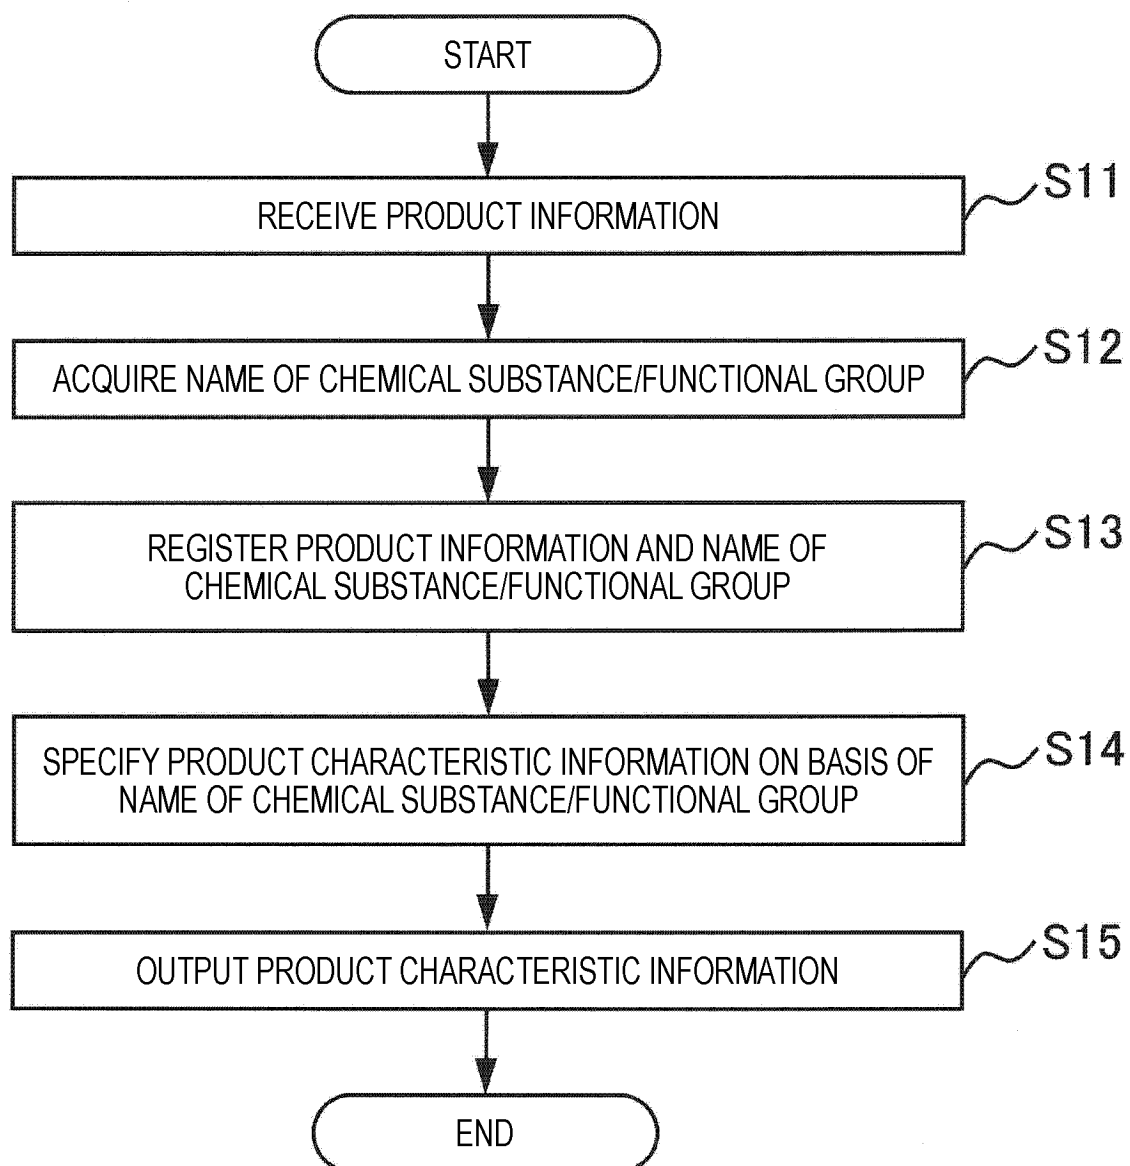 START
RECEIVE PRODUCT INFORMATION
S11
ACQUIRE NAME OF CHEMICAL SUBSTANCE/FUNCTIONAL GROUP
S12
REGISTER PRODUCT INFORMATION AND NAME OF
CHEMICAL SUBSTANCE/FUNCTIONAL GROUP
S13
SPECIFY PRODUCT CHARACTERISTIC INFORMATION ON BASIS OF
NAME OF CHEMICAL SUBSTANCE/FUNCTIONAL GROUP
S14
OUTPUT PRODUCT CHARACTERISTIC INFORMATION
S15
END